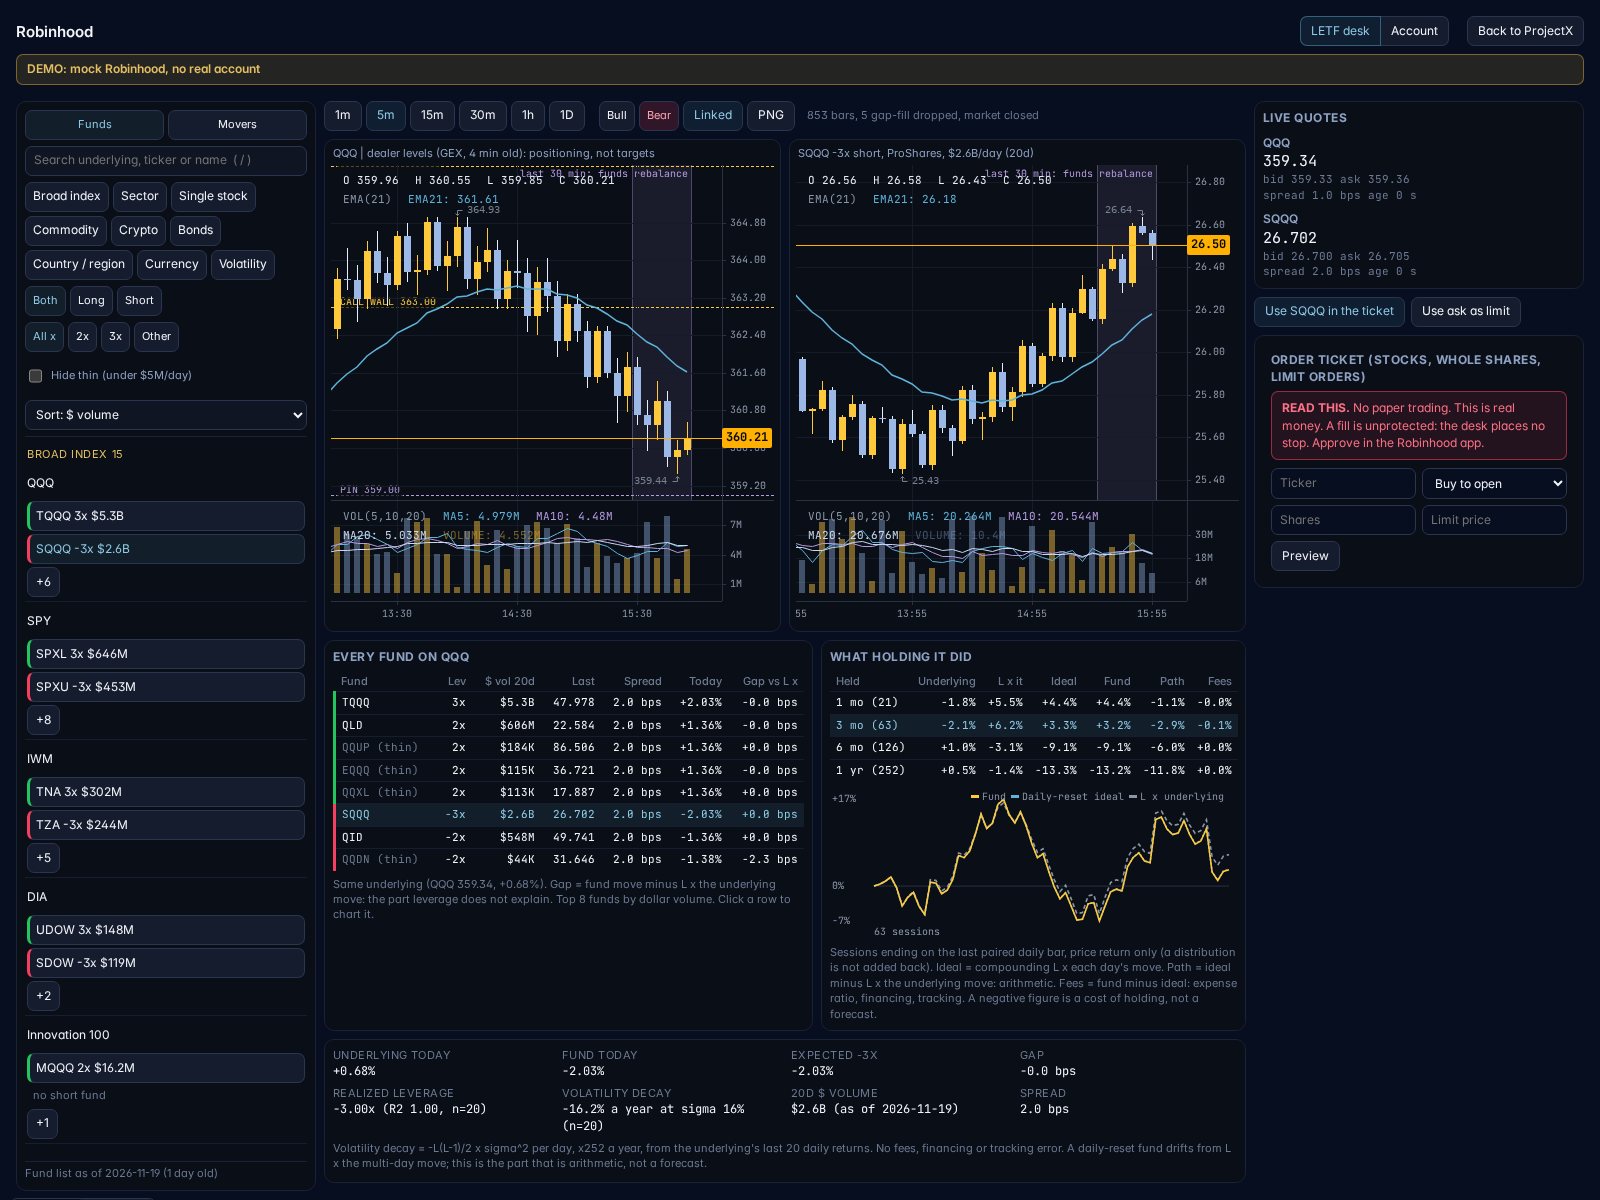 Robinhood
LETF desk
Account
Back to ProjectX
DEMO: mock Robinhood, no real account
Funds
Movers
Search underlying, ticker or name (/)
Broad index
Sector
Single stock
Commodity
Crypto
Bonds
Country / region
Currency
Volatility
Both
Long
Short
All x
2x
3x
Other
Hide thin (under $5M/day)
Sort: $ volume
BROAD INDEX 15
QQQ
TQQQ 3x $5.3B
SQQQ -3x $2.6B
+6
SPY
SPXL 3x $646M
SPXU -3x $453M
+8
IWM
TNA 3x $302M
TZA -3x $244M
+5
DIA
UDOW 3x $148M
SDOW -3x $119M
+2
Innovation 100
MQQQ 2x $16.2M
no short fund
+1
Fund list as of 2026-11-19 (1 day old)
1m
5m
15m
30m
1h
1D
Bull
Bear
Linked
PNG
853 bars, 5 gap-fill dropped, market closed
QQQ | dealer levels (GEX, 4 min old): positioning, not targets
last 30 min: funds rebalance
O 359.96 H 360.55 L 359.85 C 360.21
EMA(21) EMA21: 361.61
364.93
CALL WALL 363.00
359.44
PIN 359.00
364.80
364.00
363.20
362.40
361.60
360.80
360.21
360.00
359.20
VOL(5,10,20) MA5: 4.979M MA10: 4.48M
MA20: 5.033M VOLUME: 4.552M
7M
4M
1M
13:30
14:30
15:30
SQQQ -3x short, ProShares, $2.6B/day (20d)
last 30 min: funds rebalance
O 26.56 H 26.58 L 26.43 C 26.50
EMA(21) EMA21: 26.18
26.64
25.43
26.80
26.60
26.50
26.40
26.20
26.00
25.80
25.60
25.40
VOL(5,10,20) MA5: 20.264M MA10: 20.544M
MA20: 20.676M VOLUME: 10.4M
30M
18M
6M
55
13:55
14:55
15:55
EVERY FUND ON QQQ
Fund Lev $ vol 20d Last Spread Today Gap vs L x
TQQQ 3x $5.3B 47.978 2.0 bps +2.03% -0.0 bps
QLD 2x $606M 22.584 2.0 bps +1.36% -0.0 bps
QQUP (thin) 2x $184K 86.506 2.0 bps +1.36% +0.0 bps
EQQQ (thin) 2x $115K 36.721 2.0 bps +1.36% -0.0 bps
QQXL (thin) 2x $113K 17.887 2.0 bps +1.36% +0.0 bps
SQQQ -3x $2.6B 26.702 2.0 bps -2.03% +0.0 bps
QID -2x $548M 49.741 2.0 bps -1.36% +0.0 bps
QQDN (thin) -2x $44K 31.646 2.0 bps -1.38% -2.3 bps
Same underlying (QQQ 359.34, +0.68%). Gap = fund move minus L x the underlying
move: the part leverage does not explain. Top 8 funds by dollar volume. Click a row to
chart it.
WHAT HOLDING IT DID
Held Underlying L x it Ideal Fund Path Fees
1 mo (21) -1.8% +5.5% +4.4% +4.4% -1.1% -0.0%
3 mo (63) -2.1% +6.2% +3.3% +3.2% -2.9% -0.1%
6 mo (126) +1.0% -3.1% -9.1% -9.1% -6.0% +0.0%
1 yr (252) +0.5% -1.4% -13.3% -13.2% -11.8% +0.0%
Fund Daily-reset ideal L x underlying
+17%
0%
-7%
63 sessions
Sessions ending on the last paired daily bar, price return only (a distribution
is not added back). Ideal = compounding L x each day's move. Path = ideal
minus L x the underlying move: arithmetic. Fees = fund minus ideal: expense
ratio, financing, tracking. A negative figure is a cost of holding, not a
forecast.
UNDERLYING TODAY
+0.68%
FUND TODAY
-2.03%
EXPECTED -3X
-2.03%
GAP
-0.0 bps
REALIZED LEVERAGE
-3.00x (R2 1.00, n=20)
VOLATILITY DECAY
-16.2% a year at sigma 16%
(n=20)
20D $ VOLUME
$2.6B (as of 2026-11-19)
SPREAD
2.0 bps
Volatility decay = -L(L-1)/2 x sigma^2 per day, x252 a year, from the underlying's last 20 daily returns. No fees, financing or tracking error. A daily-reset fund drifts from L
x the multi-day move; this is the part that is arithmetic, not a forecast.
LIVE QUOTES
QQQ
359.34
bid 359.33 ask 359.36
spread 1.0 bps age 0 s
SQQQ
26.702
bid 26.700 ask 26.705
spread 2.0 bps age 0 s
Use SQQQ in the ticket
Use ask as limit
ORDER TICKET (STOCKS, WHOLE SHARES,
LIMIT ORDERS)
READ THIS. No paper trading. This is real
money. A fill is unprotected: the desk places no
stop. Approve in the Robinhood app.
Ticker
Buy to open
Shares
Limit price
Preview